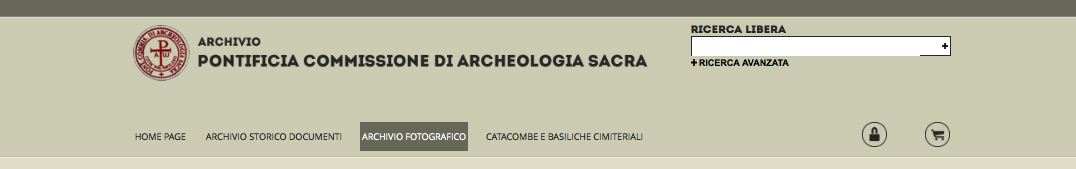 ARCHIVIO
PONTIFICIA COMMISSIONE DI ARCHEOLOGIA SACRA
RICERCA LIBERA
+
+ RICERCA AVANZATA
HOME PAGE
ARCHIVIO STORICO DOCUMENTI
ARCHIVIO FOTOGRAFICO
CATACOMBE E BASILICHE CIMITERIALI